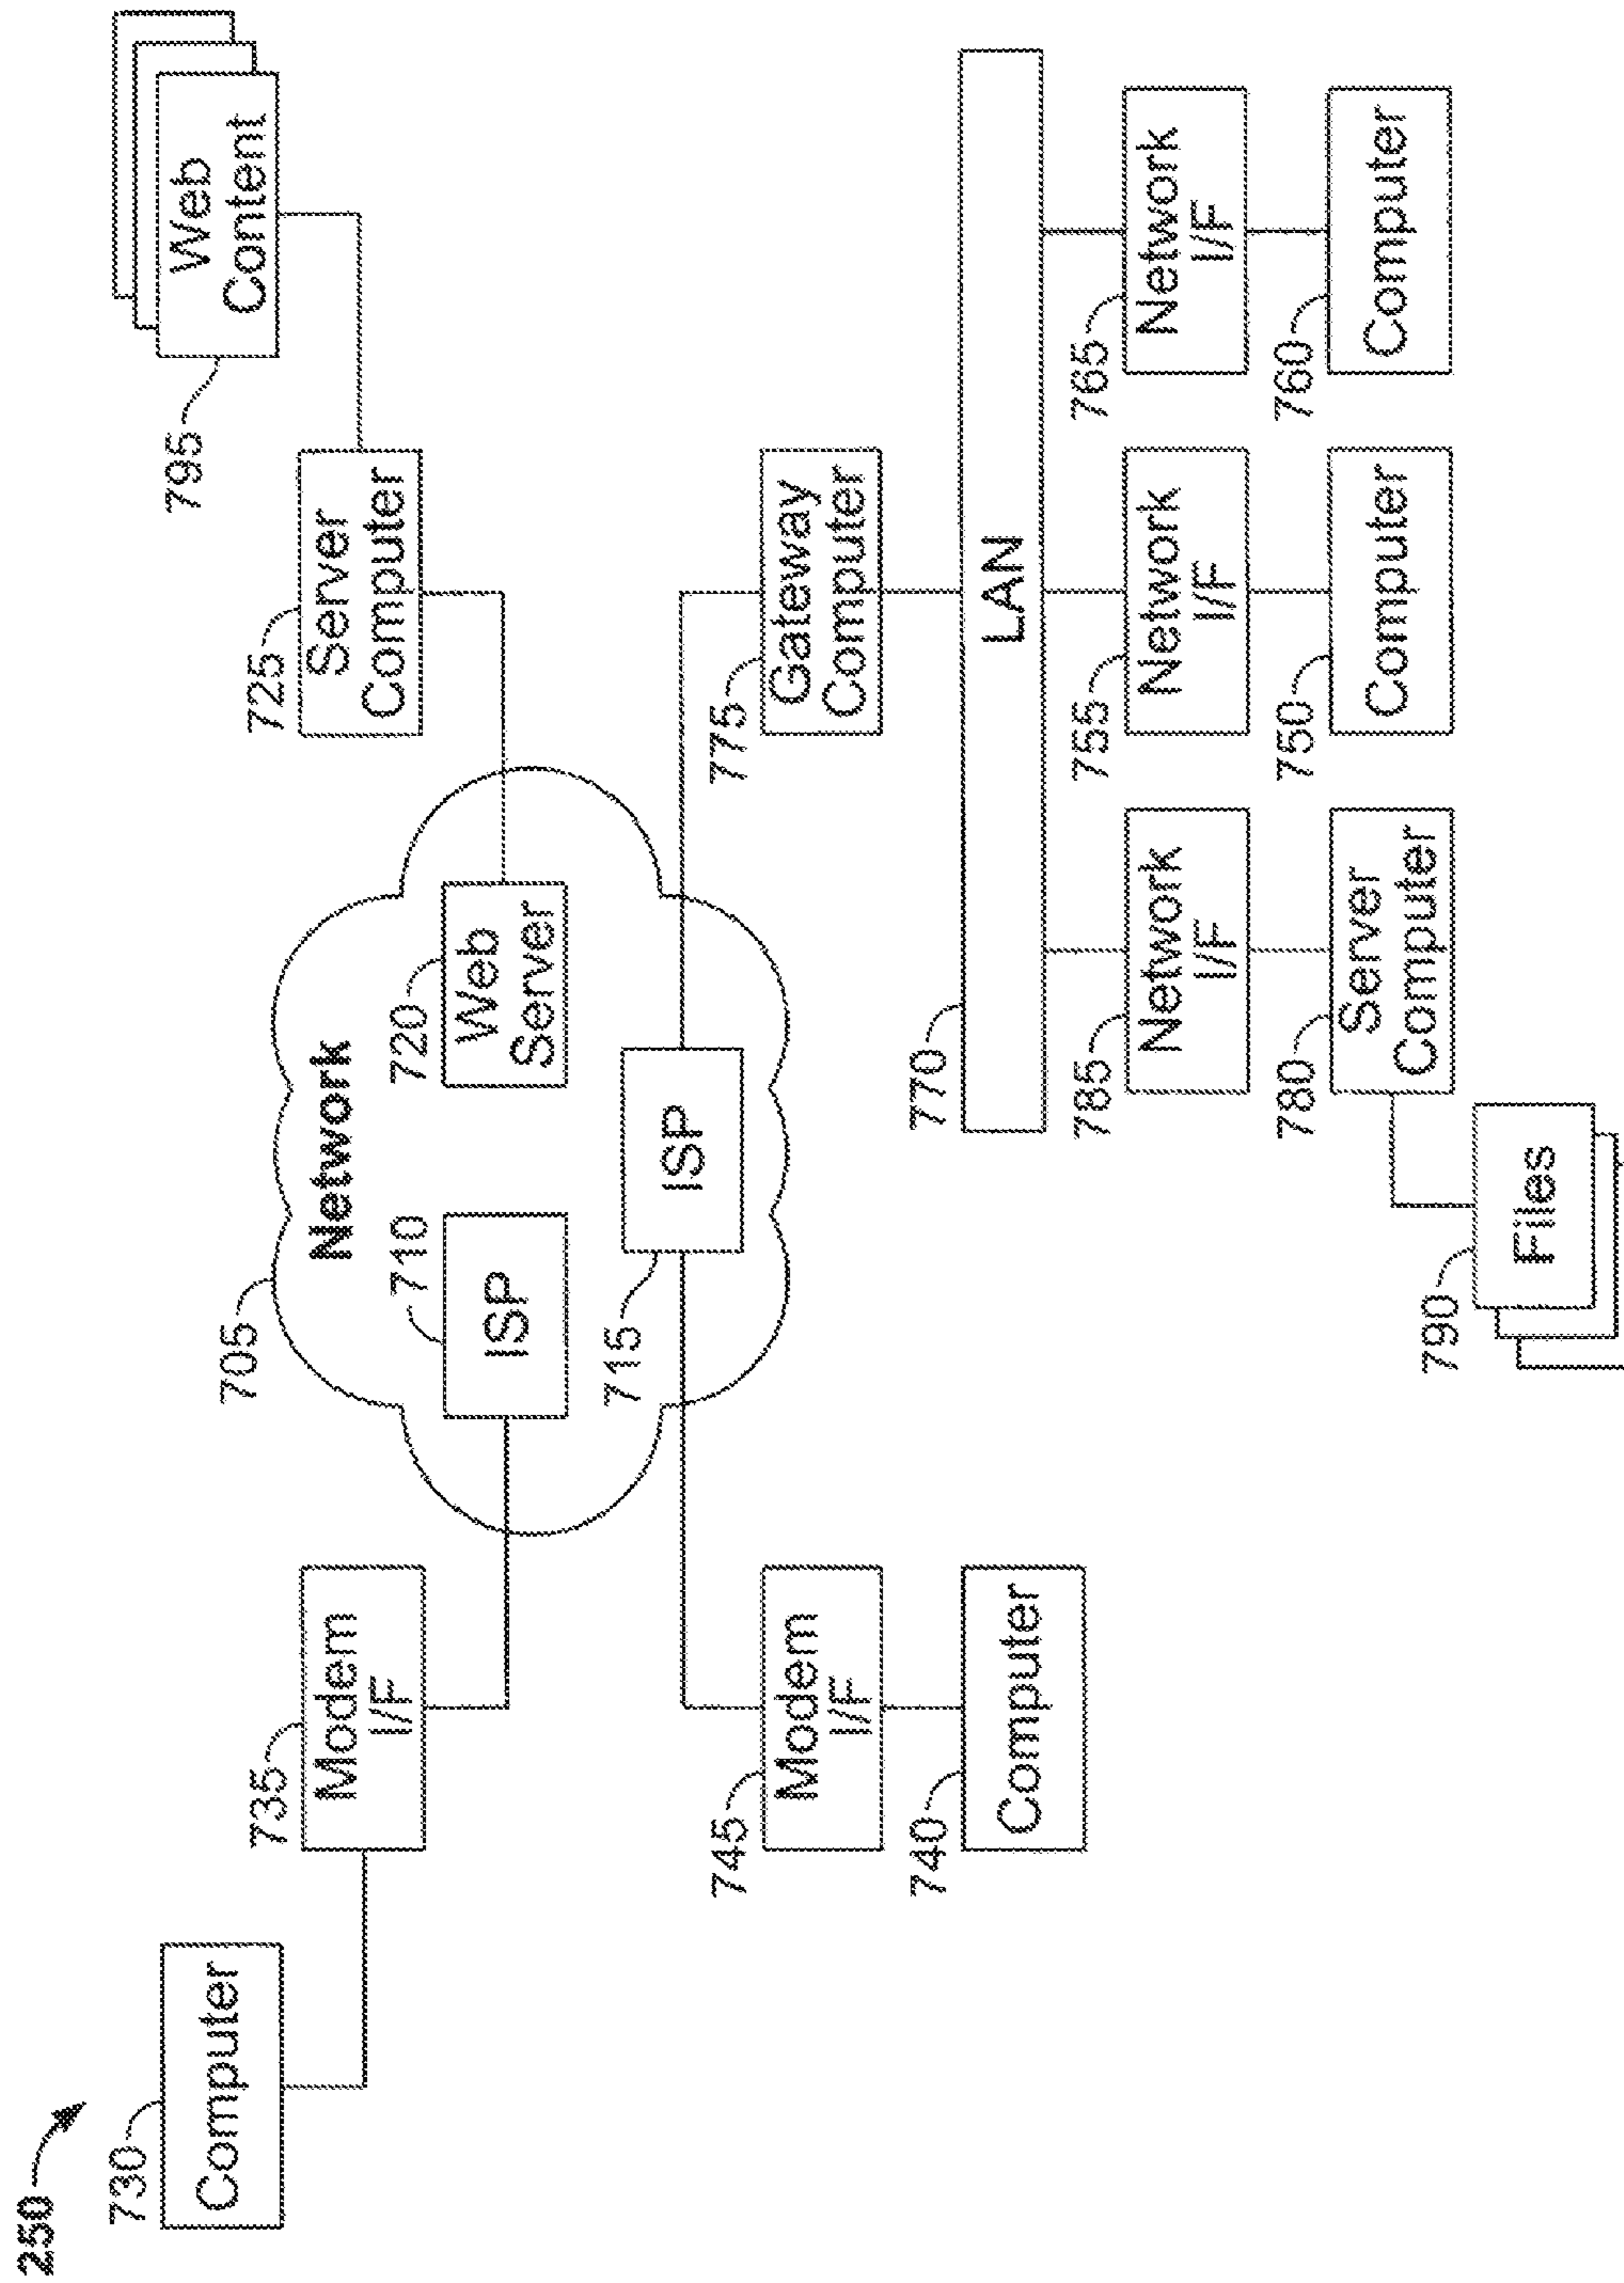 250
730
Computer
735
Modem
I/F
705
Network
710
ISP
720
Web
Server
715
ISP
725
Server
Computer
795
Web
Content
745
Modem
I/F
740
Computer
775
Gateway
Computer
770
LAN
785
Network
I/F
755
Network
I/F
765
Network
I/F
780
Server
Computer
750
Computer
760
Computer
790
Files